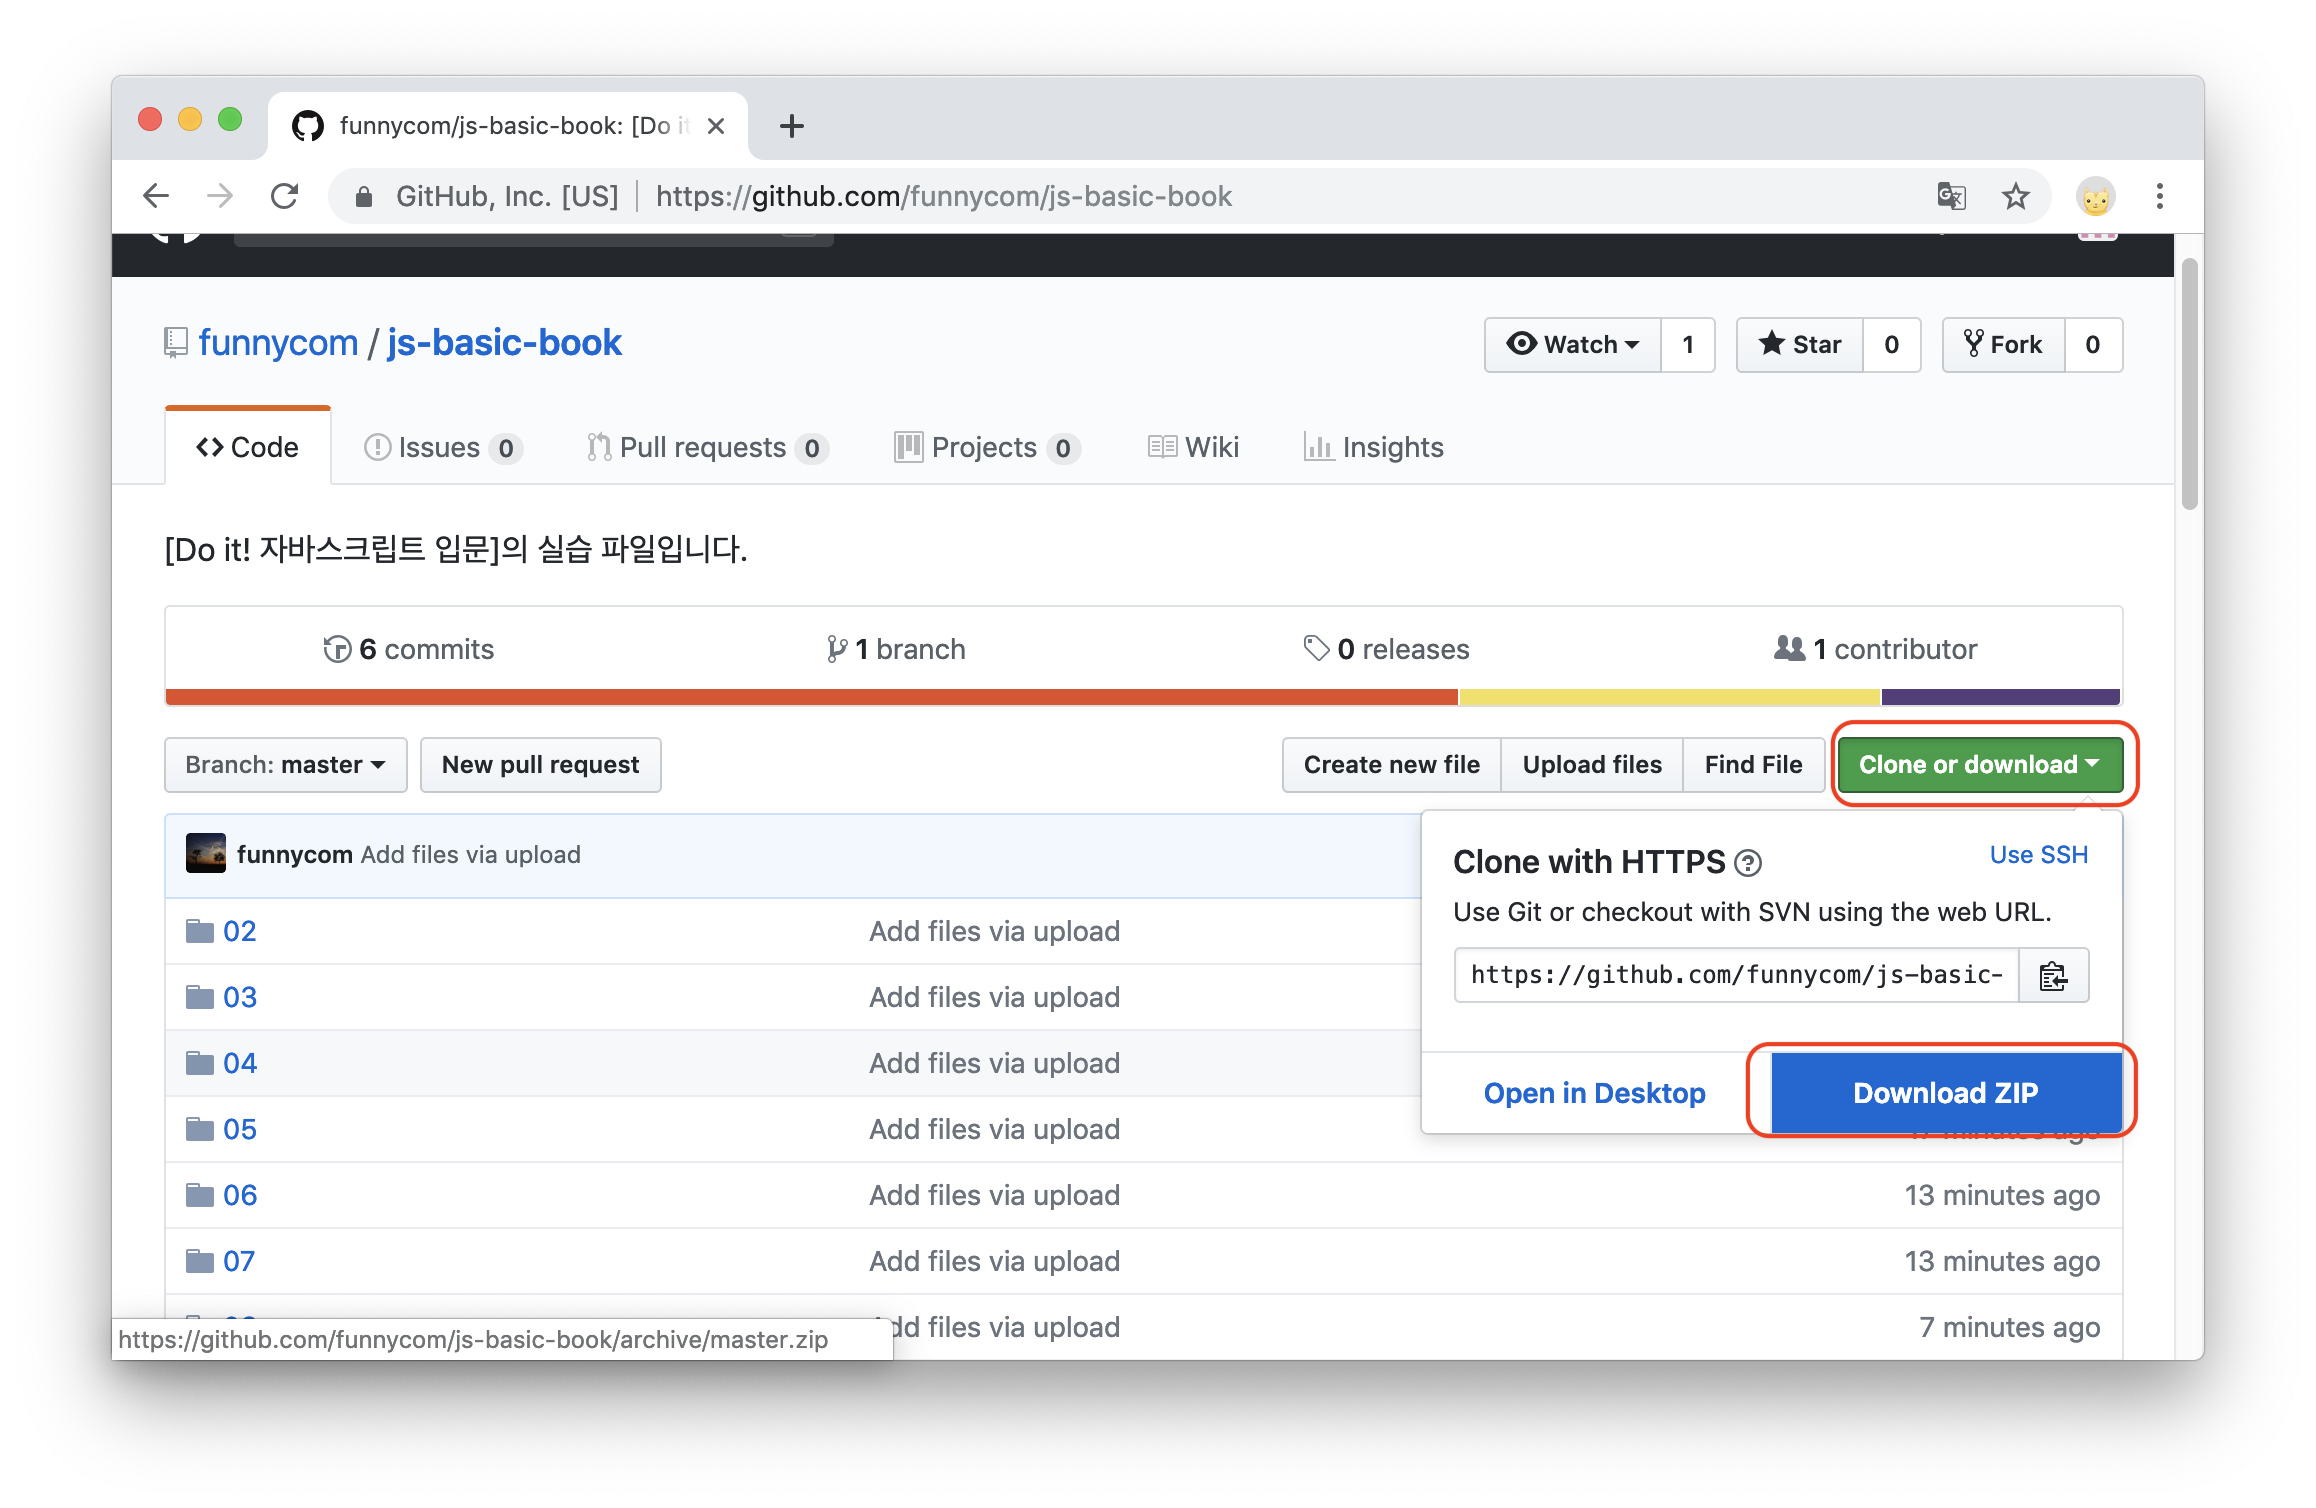 funnycom/js-basic-book: [Do it
GitHub, Inc. [US] https://github.com/funnycom/js-basic-book
funnycom / js-basic-book
Watch 1 Star 0 Fork 0
Code Issues 0 Pull requests 0 Projects 0 Wiki Insights
[Do it! 자바스크립트 입문]의 실습 파일입니다.
6 commits 1 branch 0 releases 1 contributor
Branch: master New pull request Create new file Upload files Find File Clone or download
funnycom Add files via upload
Clone with HTTPS Use SSH
Use Git or checkout with SVN using the web URL.
https://github.com/funnycom/js-basic-
Open in Desktop Download ZIP
02 Add files via upload
03 Add files via upload
04 Add files via upload
05 Add files via upload minutes ago
06 Add files via upload 13 minutes ago
07 Add files via upload 13 minutes ago
Add files via upload 7 minutes ago
https://github.com/funnycom/js-basic-book/archive/master.zip